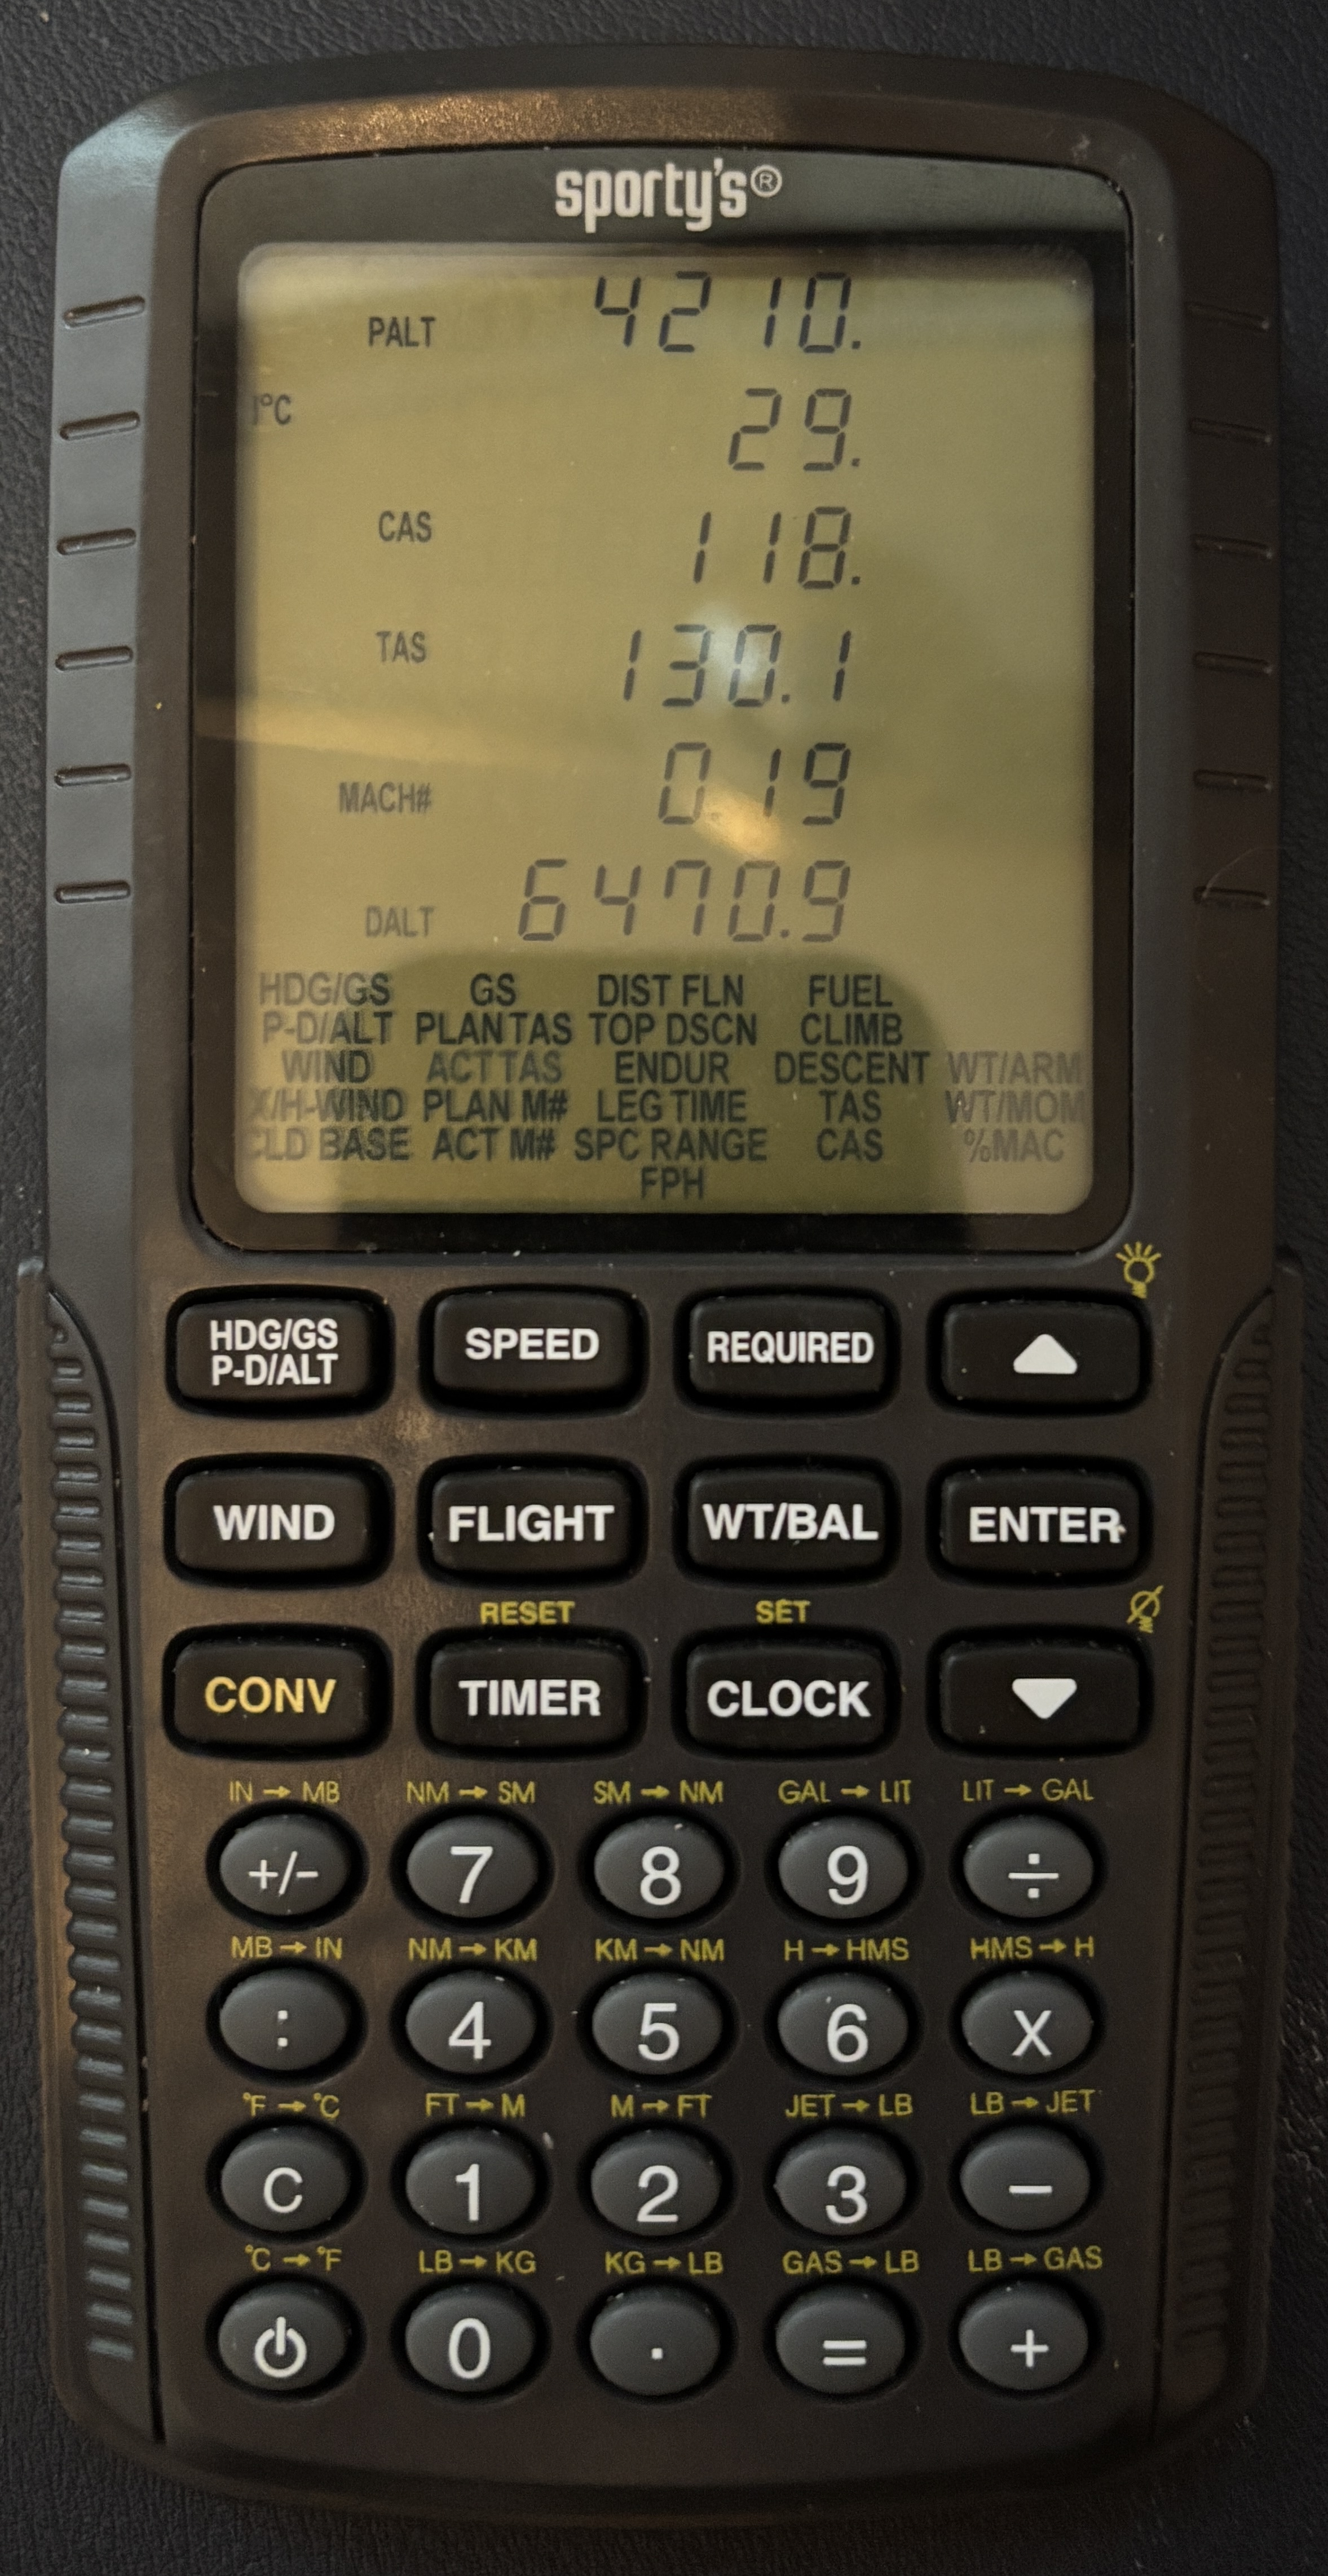 sporty's®
PALT 4210.
1°C 29.
CAS 118.
TAS 130.1
MACH# 0.19
DALT 6470.9
HDG/GS GS DIST FLN FUEL
P-D/ALT PLAN TAS TOP DSCN CLIMB
WIND ACT TAS ENDUR DESCENT WT/ARM
X/H-WIND PLAN M# LEG TIME TAS WT/MOM
CLD BASE ACT M# SPC RANGE CAS %MAC
FPH
HDG/GS
P-D/ALT
SPEED
REQUIRED
WIND
FLIGHT
WT/BAL
ENTER
RESET SET
CONV
TIMER
CLOCK
IN → MB NM → SM SM → NM GAL → LIT LIT → GAL
+/- 7 8 9 ÷
MB → IN NM → KM KM → NM H → HMS HMS → H
: 4 5 6 X
°F → °C FT → M M → FT JET → LB LB → JET
C 1 2 3 −
°C → °F LB → KG KG → LB GAS → LB LB → GAS
0 . = +